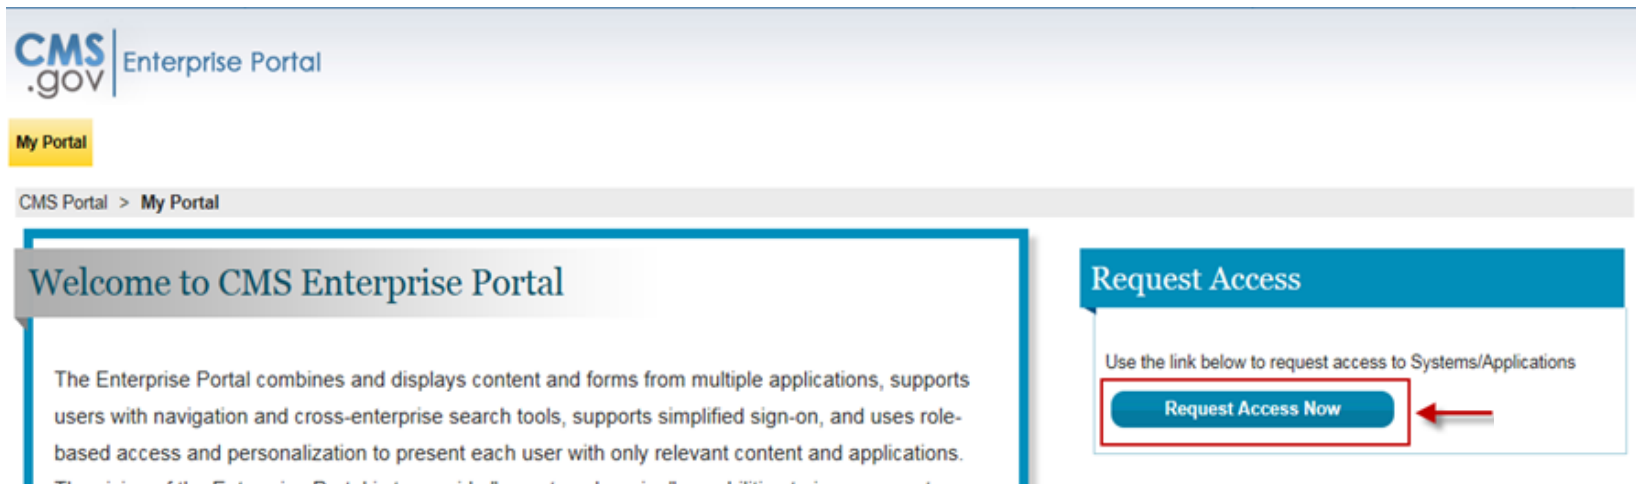 CMS
.gov
Enterprise Portal
My Portal
CMS Portal > My Portal
Welcome to CMS Enterprise Portal
The Enterprise Portal combines and displays content and forms from multiple applications, supports
users with navigation and cross-enterprise search tools, supports simplified sign-on, and uses role-
based access and personalization to present each user with only relevant content and applications.
Request Access
Use the link below to request access to Systems/Applications
Request Access Now